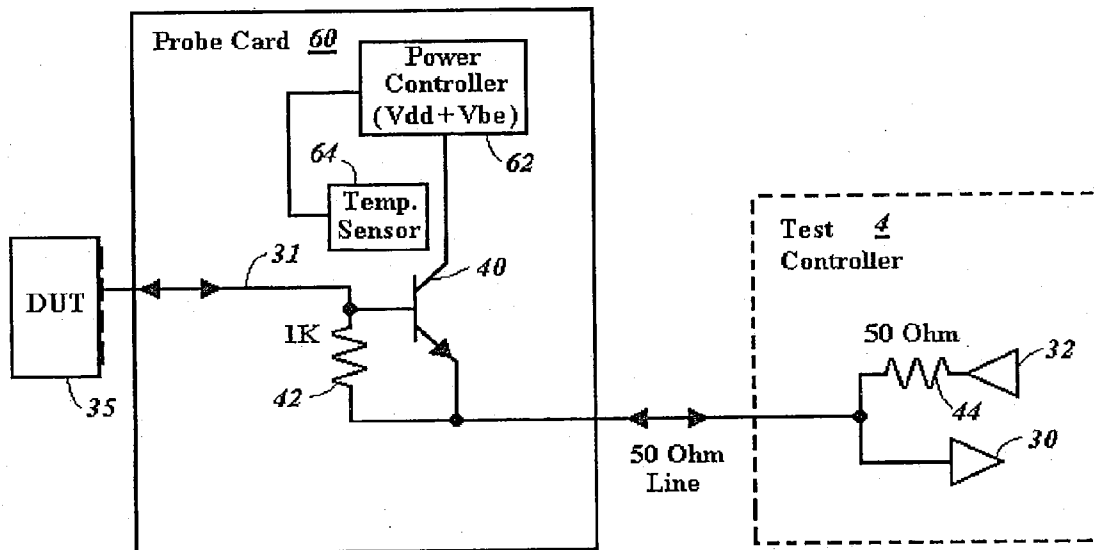 Probe Card 60
Power
Controller
(Vdd+Vbe)
62
64
Temp.
Sensor
31
40
DUT
35
1K
42
Test 4
Controller
50 Ohm
32
44
30
50 Ohm
Line